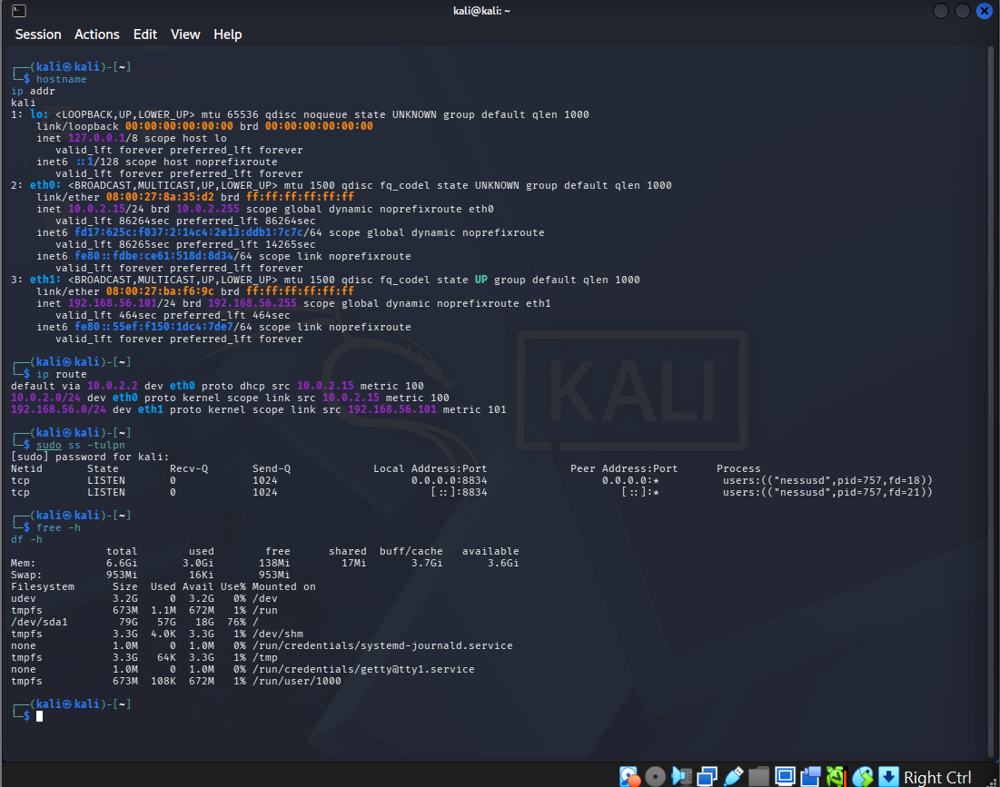 kali@kali: ~
Session Actions Edit View Help
┌──(kali㉿kali)-[~]
└─$ hostname
ip addr
kali
1: lo: <LOOPBACK,UP,LOWER_UP> mtu 65536 qdisc noqueue state UNKNOWN group default qlen 1000
    link/loopback 00:00:00:00:00:00 brd 00:00:00:00:00:00
    inet 127.0.0.1/8 scope host lo
       valid_lft forever preferred_lft forever
    inet6 ::1/128 scope host noprefixroute
       valid_lft forever preferred_lft forever
2: eth0: <BROADCAST,MULTICAST,UP,LOWER_UP> mtu 1500 qdisc fq_codel state UNKNOWN group default qlen 1000
    link/ether 08:00:27:8a:35:d2 brd ff:ff:ff:ff:ff:ff
    inet 10.0.2.15/24 brd 10.0.2.255 scope global dynamic noprefixroute eth0
       valid_lft 86264sec preferred_lft 86264sec
    inet6 fd17:625c:f037:2:14c4:2e13:ddb1:7c7c/64 scope global dynamic noprefixroute
       valid_lft 86265sec preferred_lft 14265sec
    inet6 fe80::fdbe:ce61:518d:8d34/64 scope link noprefixroute
       valid_lft forever preferred_lft forever
3: eth1: <BROADCAST,MULTICAST,UP,LOWER_UP> mtu 1500 qdisc fq_codel state UP group default qlen 1000
    link/ether 08:00:27:ba:f6:9c brd ff:ff:ff:ff:ff:ff
    inet 192.168.56.101/24 brd 192.168.56.255 scope global dynamic noprefixroute eth1
       valid_lft 464sec preferred_lft 464sec
    inet6 fe80::55ef:f150:1dc4:7de7/64 scope link noprefixroute
       valid_lft forever preferred_lft forever
┌──(kali㉿kali)-[~]
└─$ ip route
default via 10.0.2.2 dev eth0 proto dhcp src 10.0.2.15 metric 100
10.0.2.0/24 dev eth0 proto kernel scope link src 10.0.2.15 metric 100
192.168.56.0/24 dev eth1 proto kernel scope link src 192.168.56.101 metric 101
┌──(kali㉿kali)-[~]
└─$ sudo ss -tulpn
[sudo] password for kali:
Netid State Recv-Q Send-Q Local Address:Port Peer Address:Port Process
tcp LISTEN 0 1024 0.0.0.0:8834 0.0.0.0:* users:(("nessusd",pid=757,fd=18))
tcp LISTEN 0 1024 [::]:8834 [::]:* users:(("nessusd",pid=757,fd=21))
┌──(kali㉿kali)-[~]
└─$ free -h
df -h
total used free shared buff/cache available
Mem: 6.6Gi 3.0Gi 138Mi 17Mi 3.7Gi 3.6Gi
Swap: 953Mi 16Ki 953Mi
Filesystem Size Used Avail Use% Mounted on
udev 3.2G 0 3.2G 0% /dev
tmpfs 673M 1.1M 672M 1% /run
/dev/sda1 79G 57G 18G 76% /
tmpfs 3.3G 4.0K 3.3G 1% /dev/shm
none 1.0M 0 1.0M 0% /run/credentials/systemd-journald.service
tmpfs 3.3G 64K 3.3G 1% /tmp
none 1.0M 0 1.0M 0% /run/credentials/getty@tty1.service
tmpfs 673M 108K 672M 1% /run/user/1000
┌──(kali㉿kali)-[~]
└─$
KALI
Right Ctrl